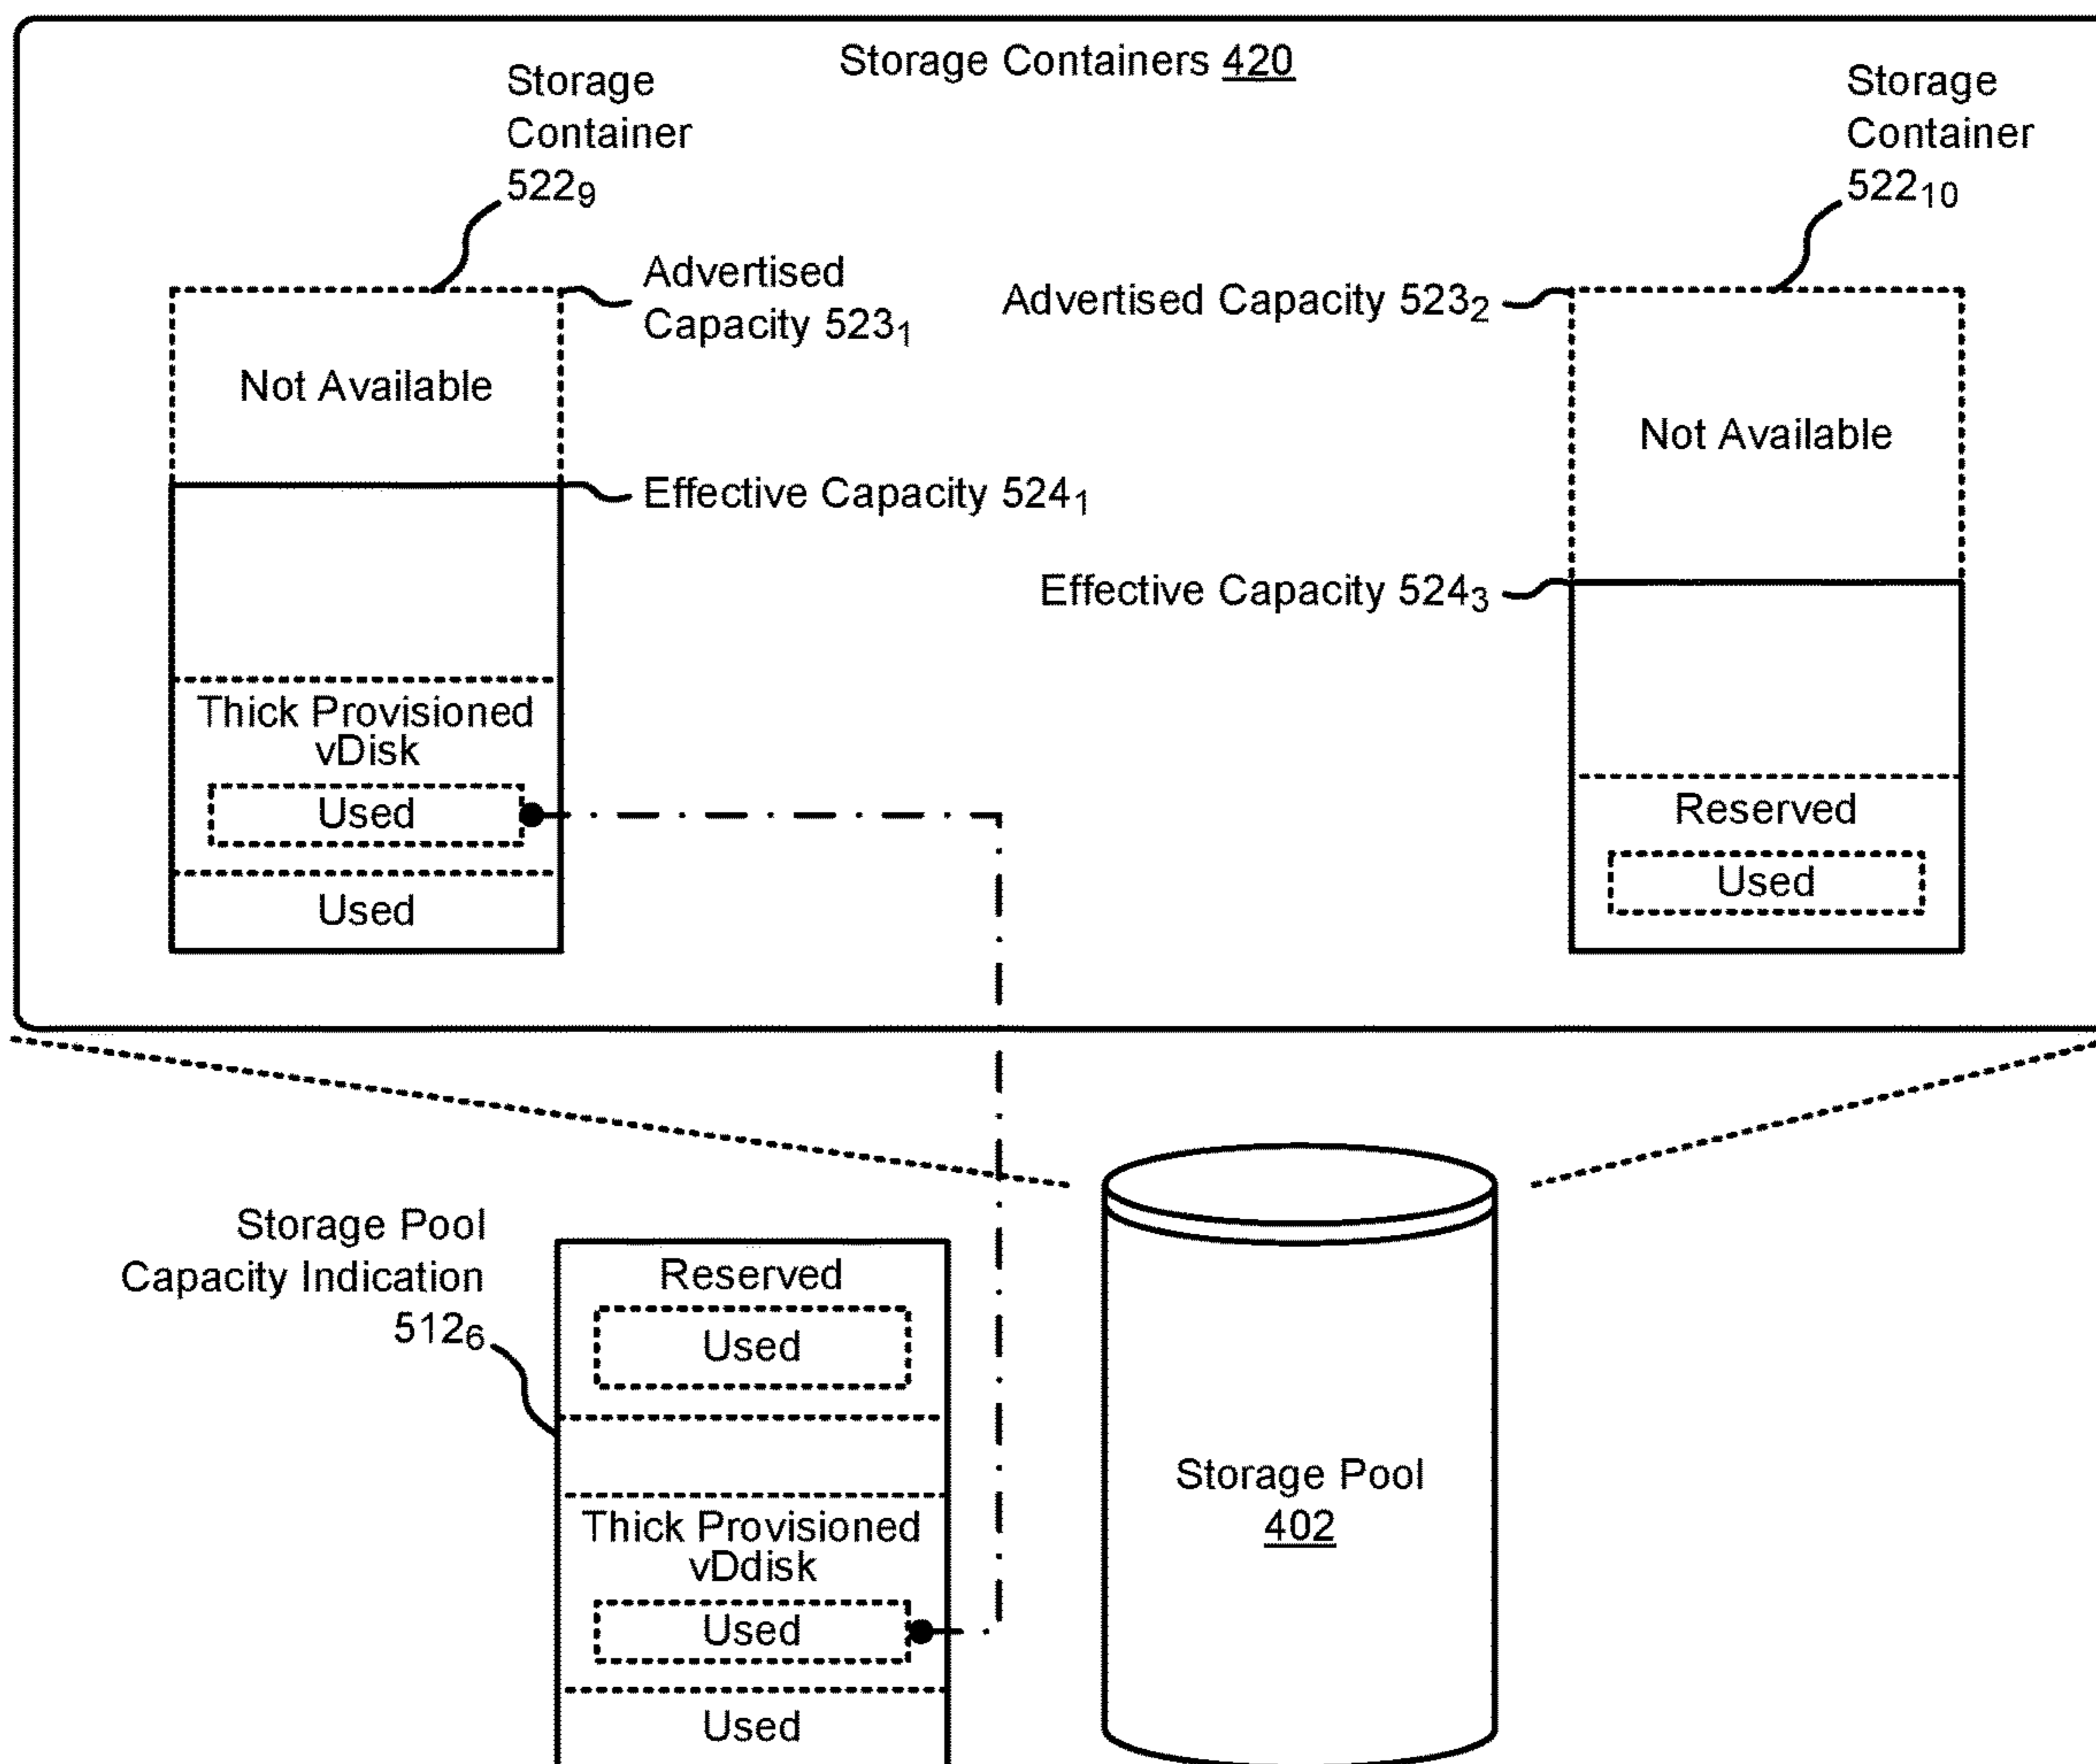 Storage Containers 420
Storage
Container
522₉
Storage
Container
522₁₀
Advertised
Capacity 523₁
Advertised Capacity 523₂
Not Available
Not Available
Effective Capacity 524₁
Effective Capacity 524₃
Thick Provisioned
vDisk
Used
Used
Reserved
Used
Storage Pool
Capacity Indication
512₆
Reserved
Used
Thick Provisioned
vDdisk
Used
Used
Storage Pool
402